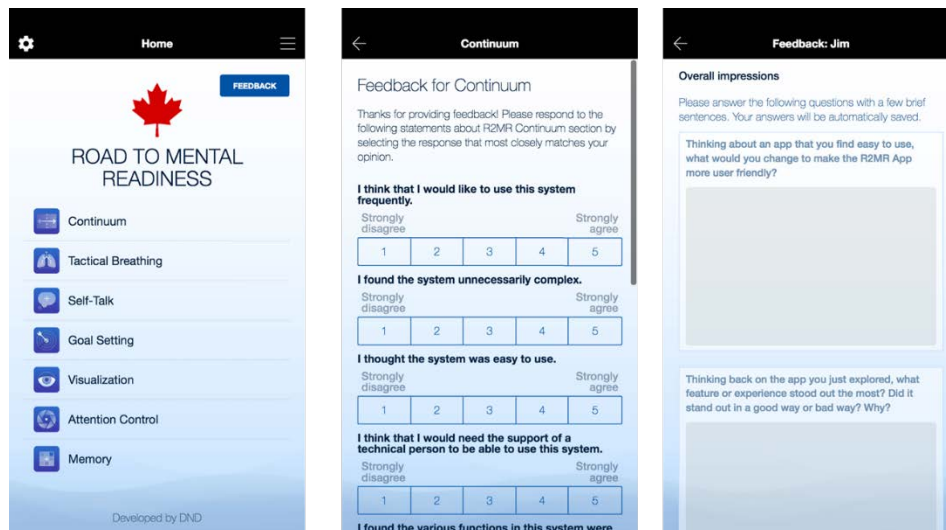 Home
FEEDBACK
ROAD TO MENTAL
READINESS
Continuum
Tactical Breathing
Self-Talk
Goal Setting
Visualization
Attention Control
Memory
Developed by DND
Continuum
Feedback for Continuum
Thanks for providing feedback! Please respond to the
following statements about R2MR Continuum section by
selecting the response that most closely matches your
opinion.
I think that I would like to use this system
frequently.
Strongly disagree
Strongly agree
1 2 3 4 5
I found the system unnecessarily complex.
Strongly disagree
Strongly agree
1 2 3 4 5
I thought the system was easy to use.
Strongly disagree
Strongly agree
1 2 3 4 5
I think that I would need the support of a
technical person to be able to use this system.
Strongly disagree
Strongly agree
1 2 3 4 5
I found the various functions in this system were
Feedback: Jim
Overall impressions
Please answer the following questions with a few brief
sentences. Your answers will be automatically saved.
Thinking about an app that you find easy to use,
what would you change to make the R2MR App
more user friendly?
Thinking back on the app you just explored, what
feature or experience stood out the most? Did it
stand out in a good way or bad way? Why?